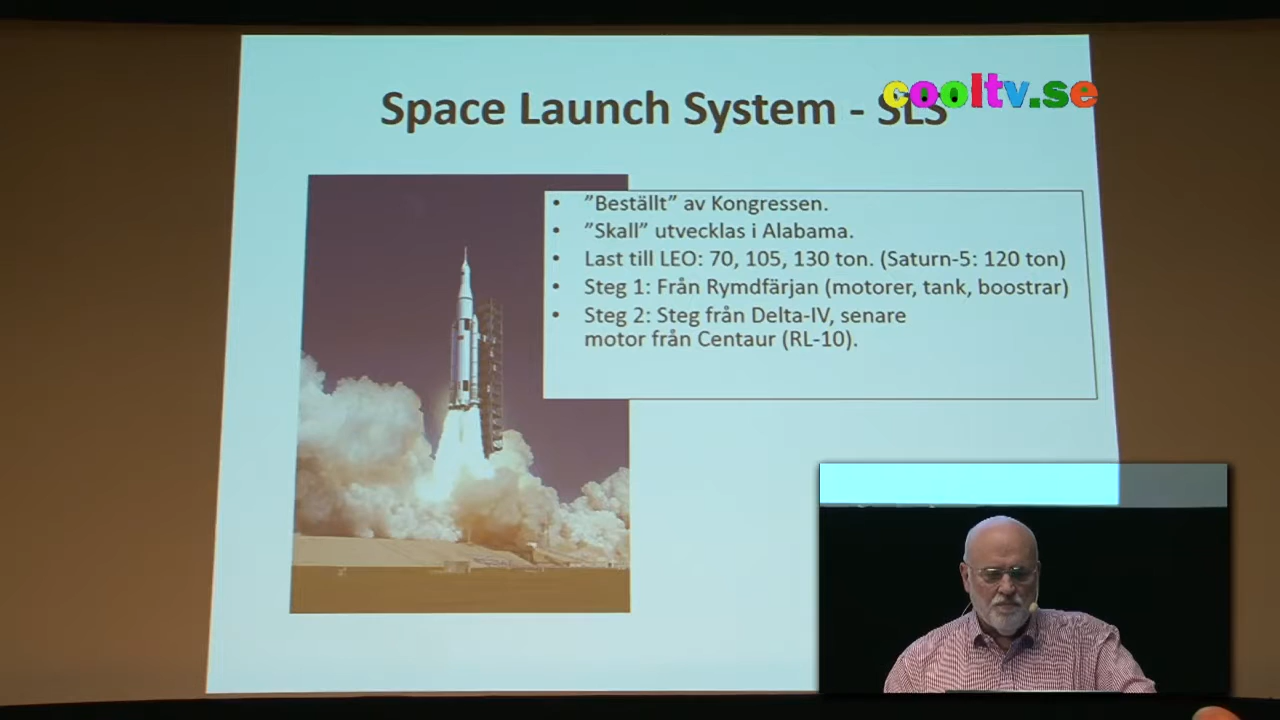 cooltv.se
Space Launch System - SLS
• ”Beställt” av Kongressen.
• ”Skall” utvecklas i Alabama.
• Last till LEO: 70, 105, 130 ton. (Saturn-5: 120 ton)
• Steg 1: Från Rymdfärjan (motorer, tank, boostrar)
• Steg 2: Steg från Delta-IV, senare
motor från Centaur (RL-10).